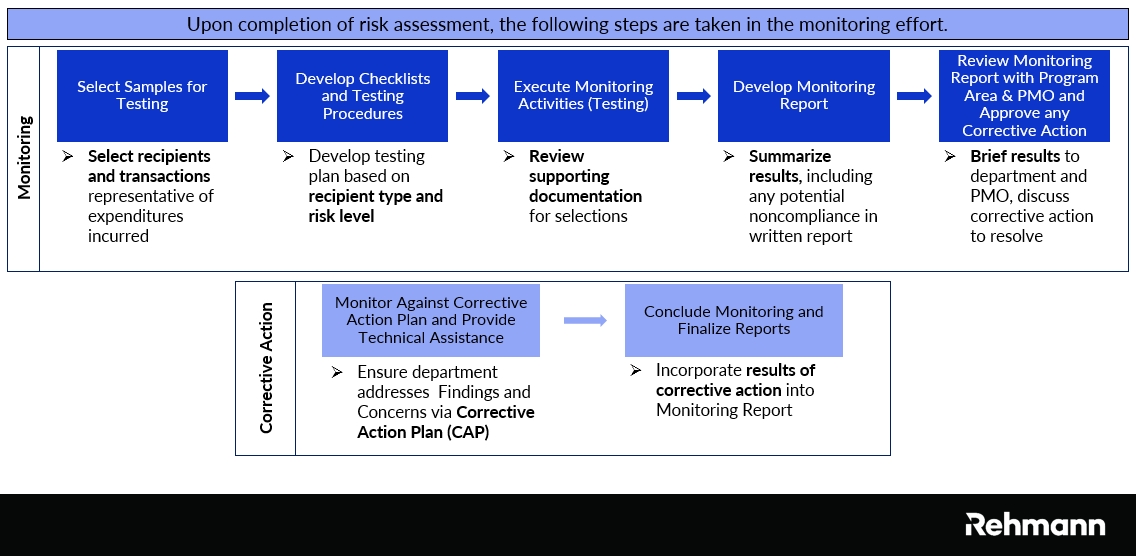 Upon completion of risk assessment, the following steps are taken in the monitoring effort.
Monitoring
Select Samples for
Testing
➢ Select recipients
and transactions
representative of
expenditures
incurred
Develop Checklists
and Testing
Procedures
➢ Develop testing
plan based on
recipient type and
risk level
Execute Monitoring
Activities (Testing)
➢ Review
supporting
documentation
for selections
Develop Monitoring
Report
➢ Summarize
results, including
any potential
noncompliance in
written report
Review Monitoring
Report with Program
Area & PMO and
Approve any
Corrective Action
➢ Brief results to
department and
PMO, discuss
corrective action
to resolve
Corrective Action
Monitor Against Corrective
Action Plan and Provide
Technical Assistance
➢ Ensure department
addresses  Findings and
Concerns via Corrective
Action Plan (CAP)
Conclude Monitoring and
Finalize Reports
➢ Incorporate results of
corrective action into
Monitoring Report
Rehmann